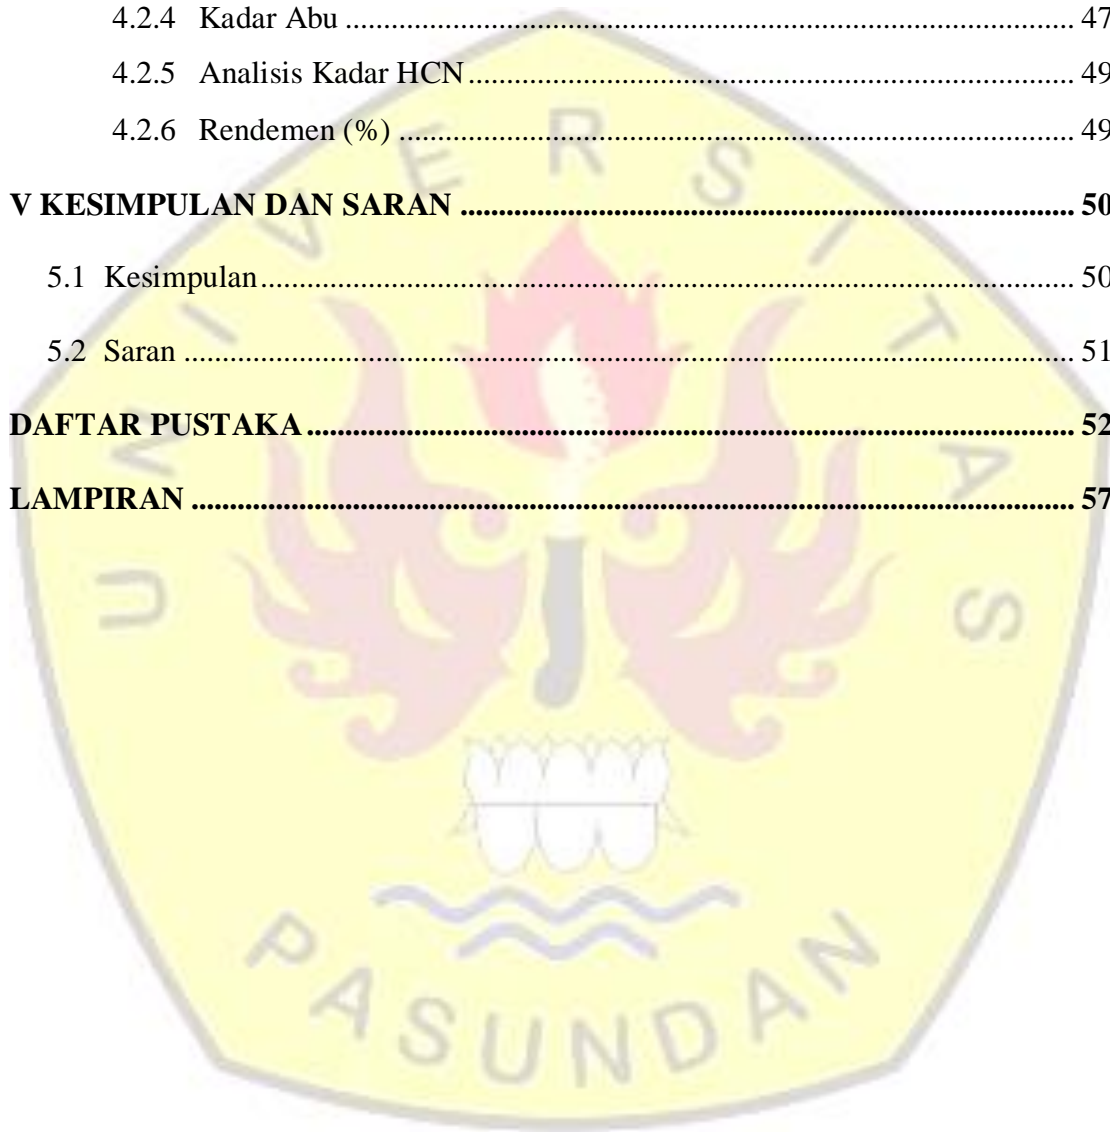 4.2.4 Kadar Abu ........................................ 47
4.2.5 Analisis Kadar HCN ........................................ 49
4.2.6 Rendemen (%) ........................................ 49
V KESIMPULAN DAN SARAN ........................................ 50
5.1 Kesimpulan ........................................ 50
5.2 Saran ........................................ 51
DAFTAR PUSTAKA ........................................ 52
LAMPIRAN ........................................ 57
UNIVERSITAS
PASUNDAN